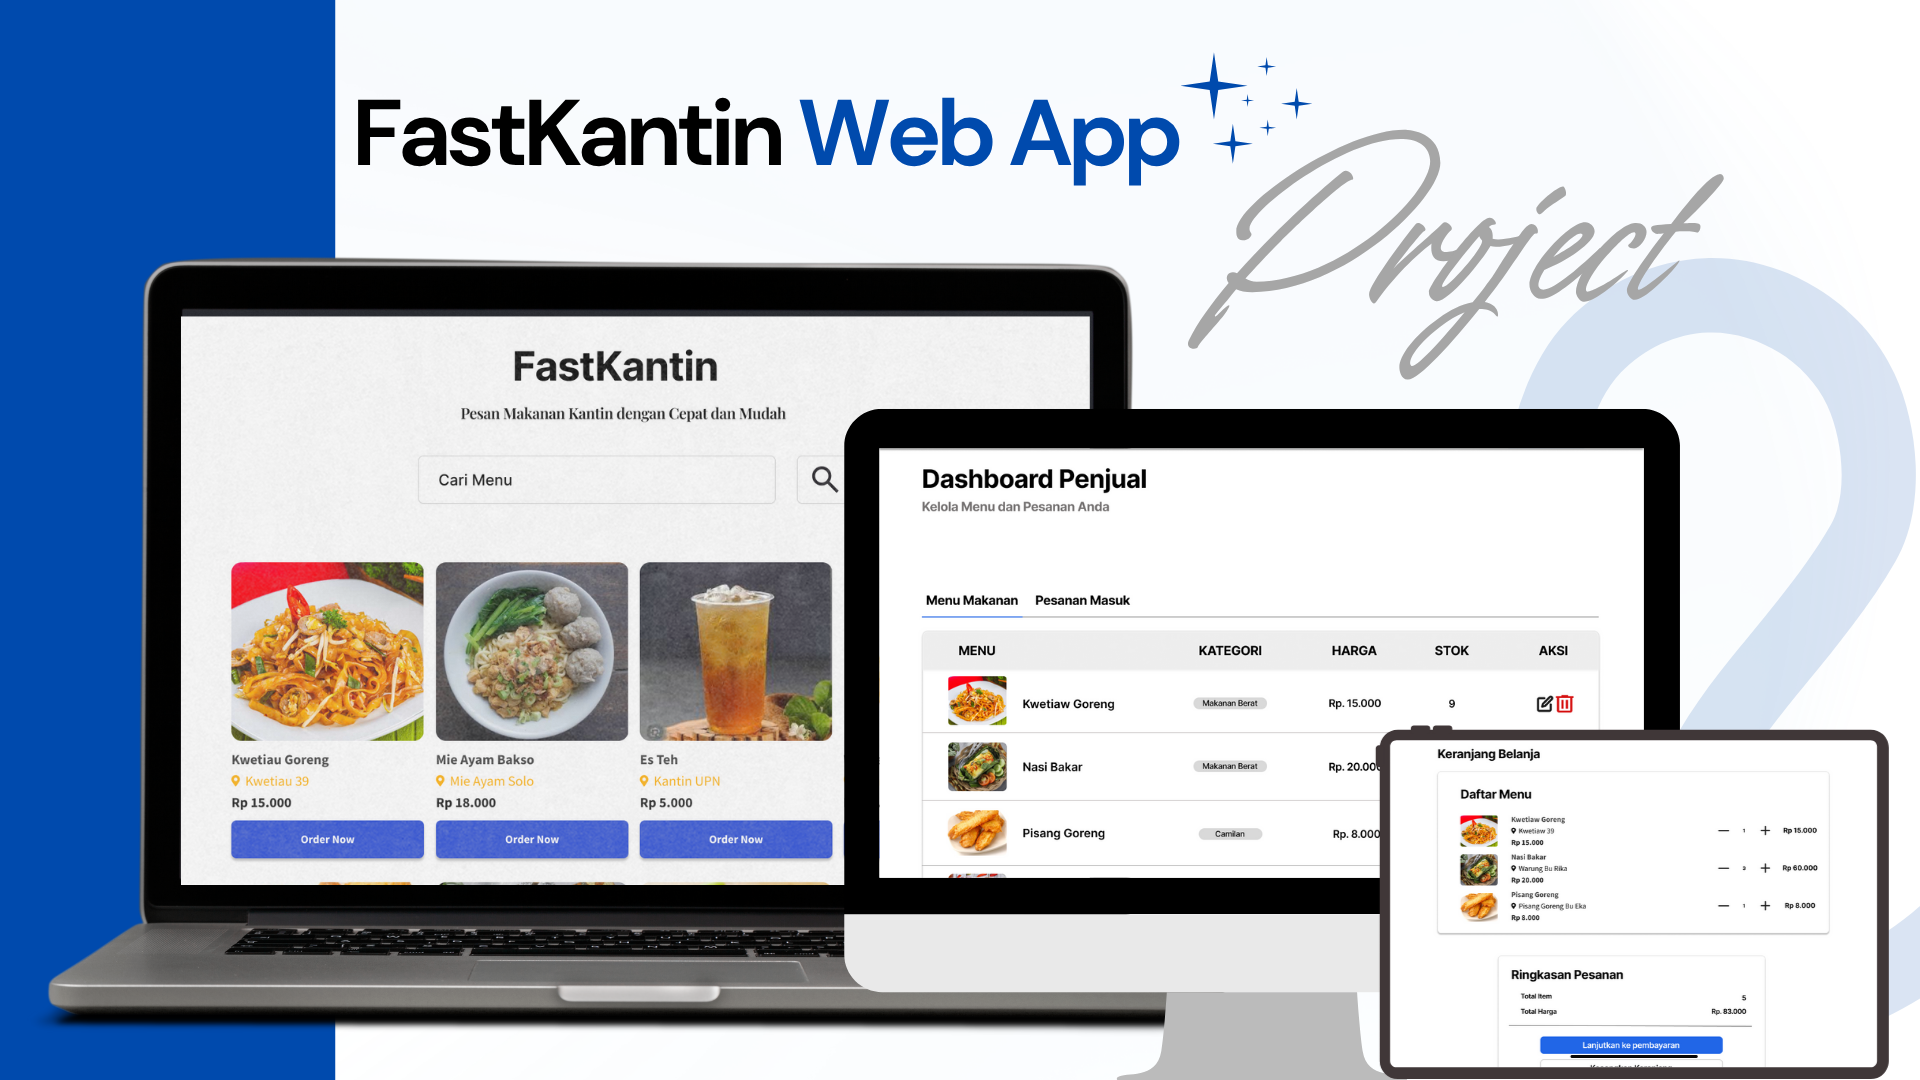 FastKantin Web App
Project
FastKantin
Pesan Makanan Kantin dengan Cepat dan Mudah
Cari Menu
Kwetiau Goreng
Kwetiau 39
Rp 15.000
Order Now
Mie Ayam Bakso
Mie Ayam Solo
Rp 18.000
Order Now
Es Teh
Kantin UPN
Rp 5.000
Order Now
Dashboard Penjual
Kelola Menu dan Pesanan Anda
Menu Makanan Pesanan Masuk
MENU KATEGORI HARGA STOK AKSI
Kwetiaw Goreng Makanan Berat Rp. 15.000 9
Nasi Bakar Makanan Berat Rp. 20.000
Pisang Goreng Camilan Rp. 8.000
Keranjang Belanja
Daftar Menu
Kwetiaw Goreng
Kwetiaw 39
Rp 15.000
1 Rp 15.000
Nasi Bakar
Warung Bu Rika
Rp 20.000
3 Rp 60.000
Pisang Goreng
Pisang Goreng Bu Eka
Rp 8.000
1 Rp 8.000
Ringkasan Pesanan
Total Item 5
Total Harga Rp. 83.000
Lanjutkan ke pembayaran